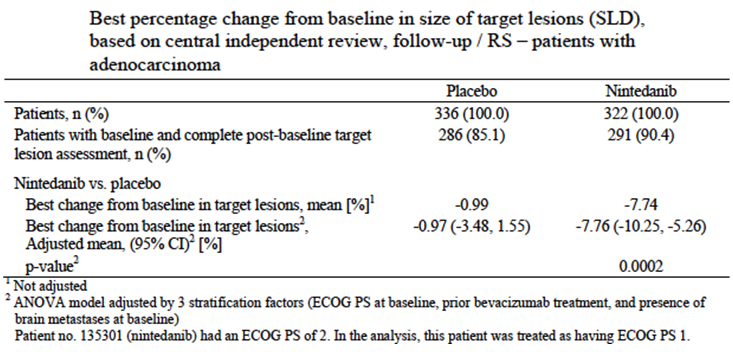 Best percentage change from baseline in size of target lesions (SLD),
based on central independent review, follow-up / RS – patients with
adenocarcinoma
Placebo Nintedanib
Patients, n (%) 336 (100.0) 322 (100.0)
Patients with baseline and complete post-baseline target 286 (85.1) 291 (90.4)
lesion assessment, n (%)
Nintedanib vs. placebo
Best change from baseline in target lesions, mean [%]¹ -0.99 -7.74
Best change from baseline in target lesions², -0.97 (-3.48, 1.55) -7.76 (-10.25, -5.26)
Adjusted mean, (95% CI)² [%]
p-value² 0.0002
¹ Not adjusted
² ANOVA model adjusted by 3 stratification factors (ECOG PS at baseline, prior bevacizumab treatment, and presence of
brain metastases at baseline)
Patient no. 135301 (nintedanib) had an ECOG PS of 2. In the analysis, this patient was treated as having ECOG PS 1.